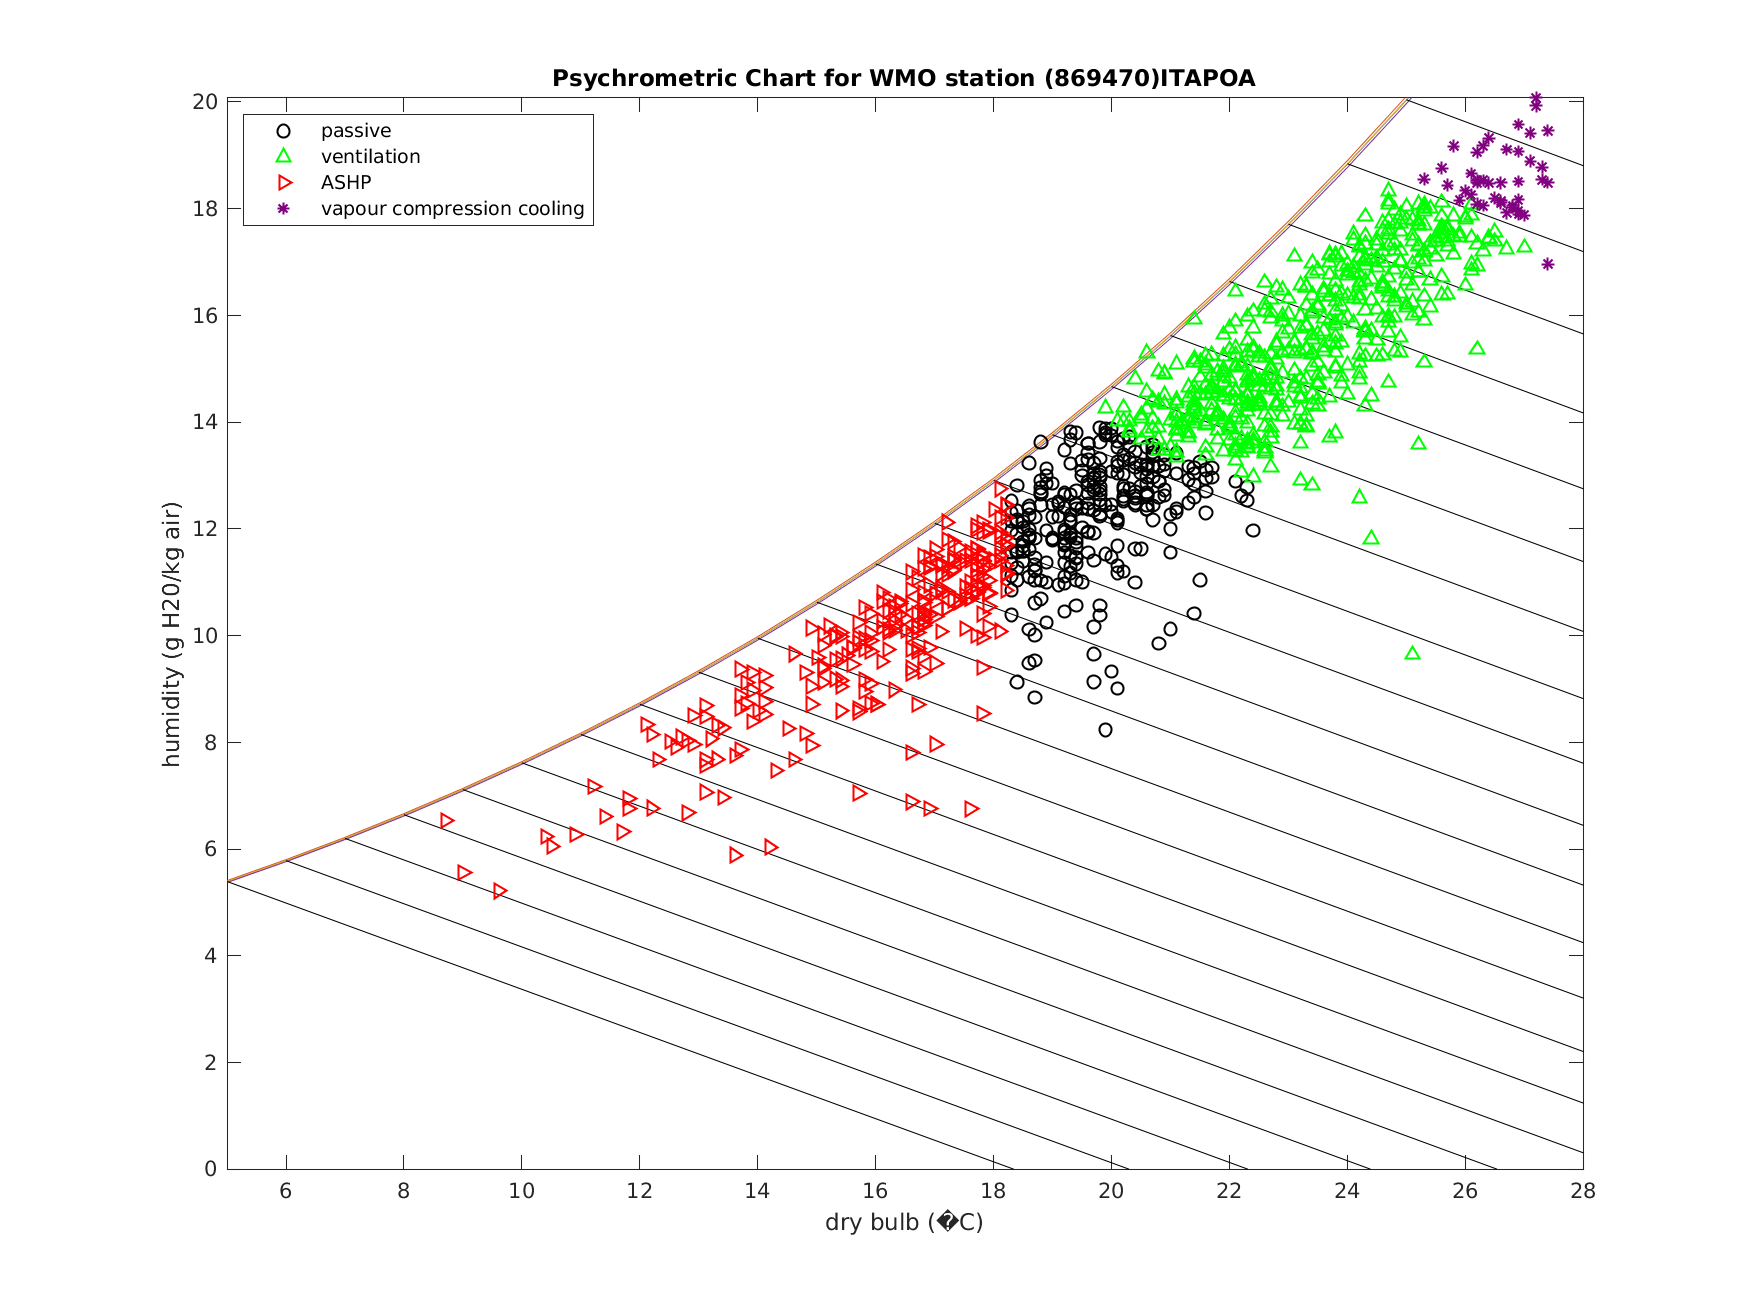 Psychrometric Chart for WMO station (869470)ITAPOA
passive
ventilation
ASHP
vapour compression cooling
humidity (g H20/kg air)
20
18
16
14
12
10
8
6
4
2
0
6 8 10 12 14 16 18 20 22 24 26 28
dry bulb (�C)